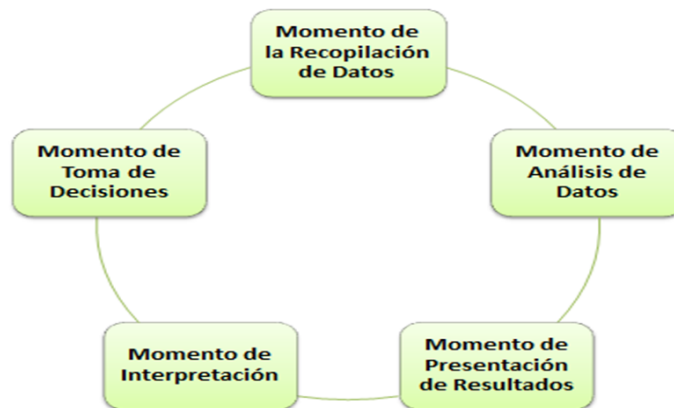 Momento de
la Recopilación
de Datos
Momento de
Análisis de
Datos
Momento de
Presentación
de Resultados
Momento de
Interpretación
Momento de
Toma de
Decisiones